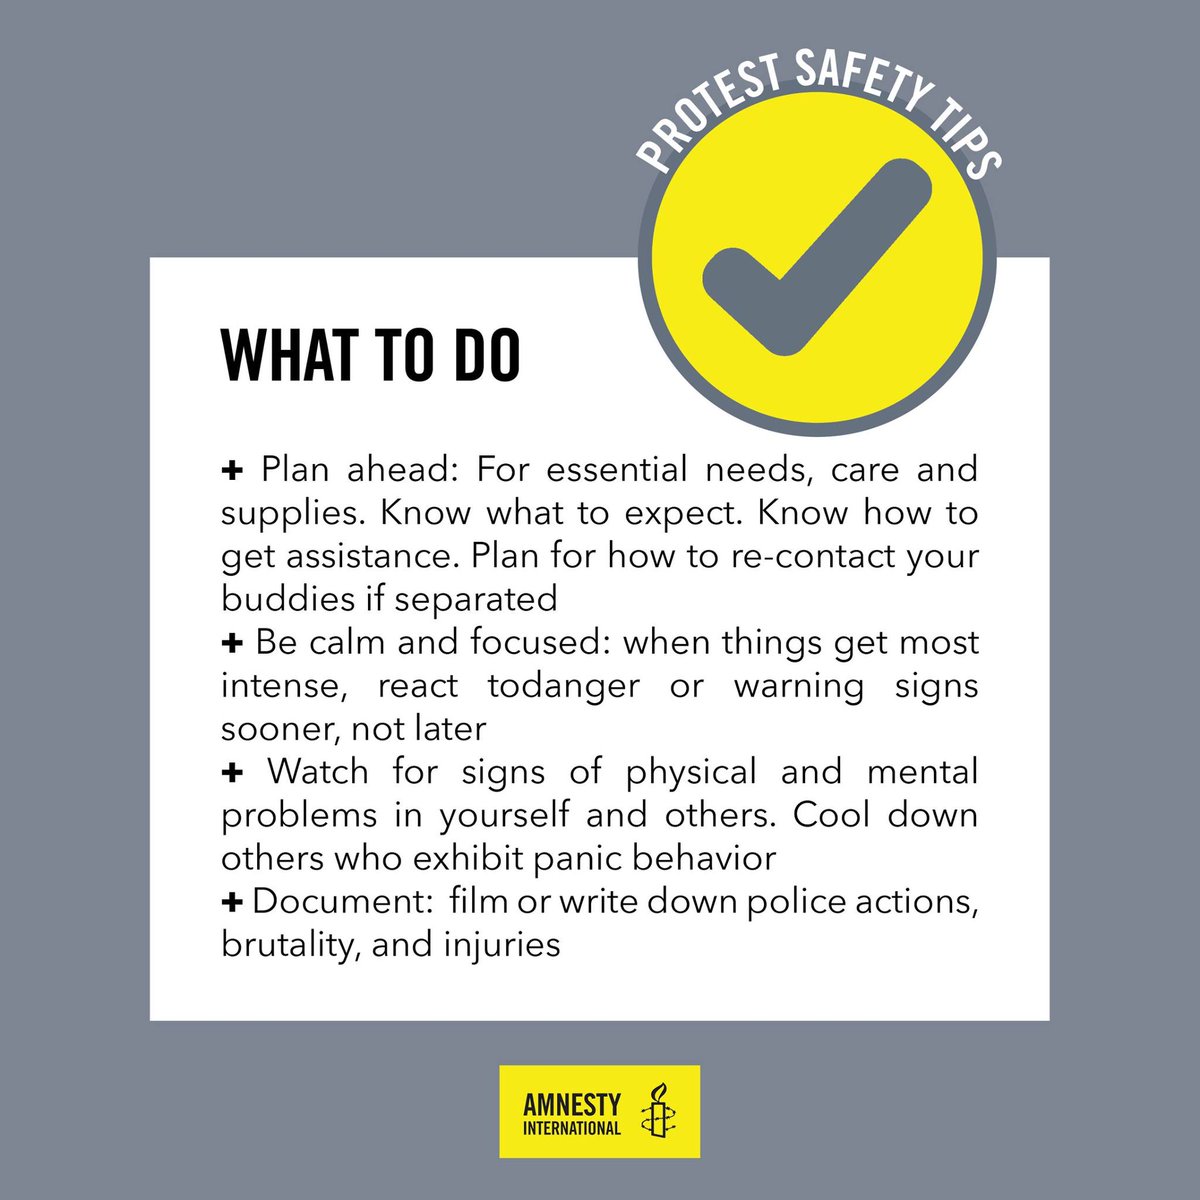 PROTEST SAFETY TIPS
WHAT TO DO
+ Plan ahead: For essential needs, care and
supplies. Know what to expect. Know how to
get assistance. Plan for how to re-contact your
buddies if separated
+ Be calm and focused: when things get most
intense, react todanger or warning signs
sooner, not later
+ Watch for signs of physical and mental
problems in yourself and others. Cool down
others who exhibit panic behavior
+ Document: film or write down police actions,
brutality, and injuries
AMNESTY
INTERNATIONAL